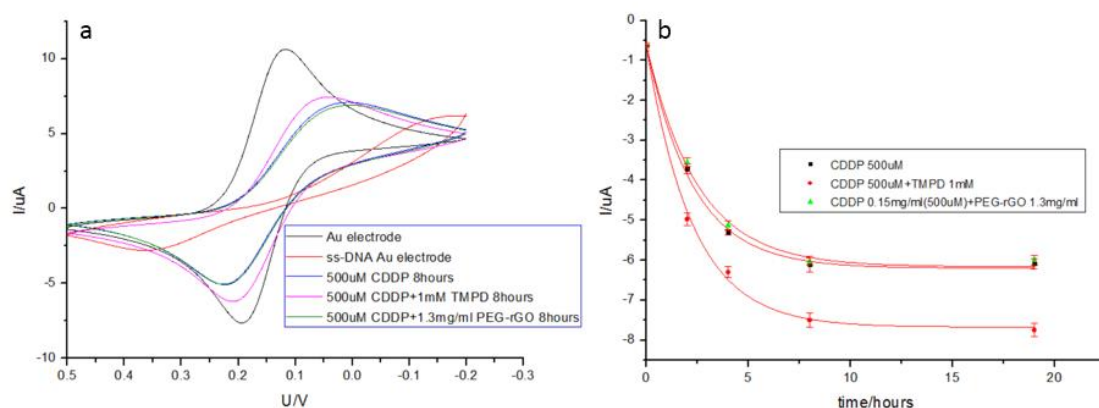 a
10
5
0
-5
-10
I/uA
0.5 0.4 0.3 0.2 0.1 0.0 -0.1 -0.2 -0.3
U/V
Au electrode
ss-DNA Au electrode
500uM CDDP 8hours
500uM CDDP+1mM TMPD 8hours
500uM CDDP+1.3mg/ml PEG-rGO 8hours
b
0
-1
-2
-3
-4
-5
-6
-7
-8
I/uA
0 5 10 15 20
time/hours
CDDP 500uM
CDDP 500uM+TMPD 1mM
CDDP 0.15mg/ml(500uM)+PEG-rGO 1.3mg/ml